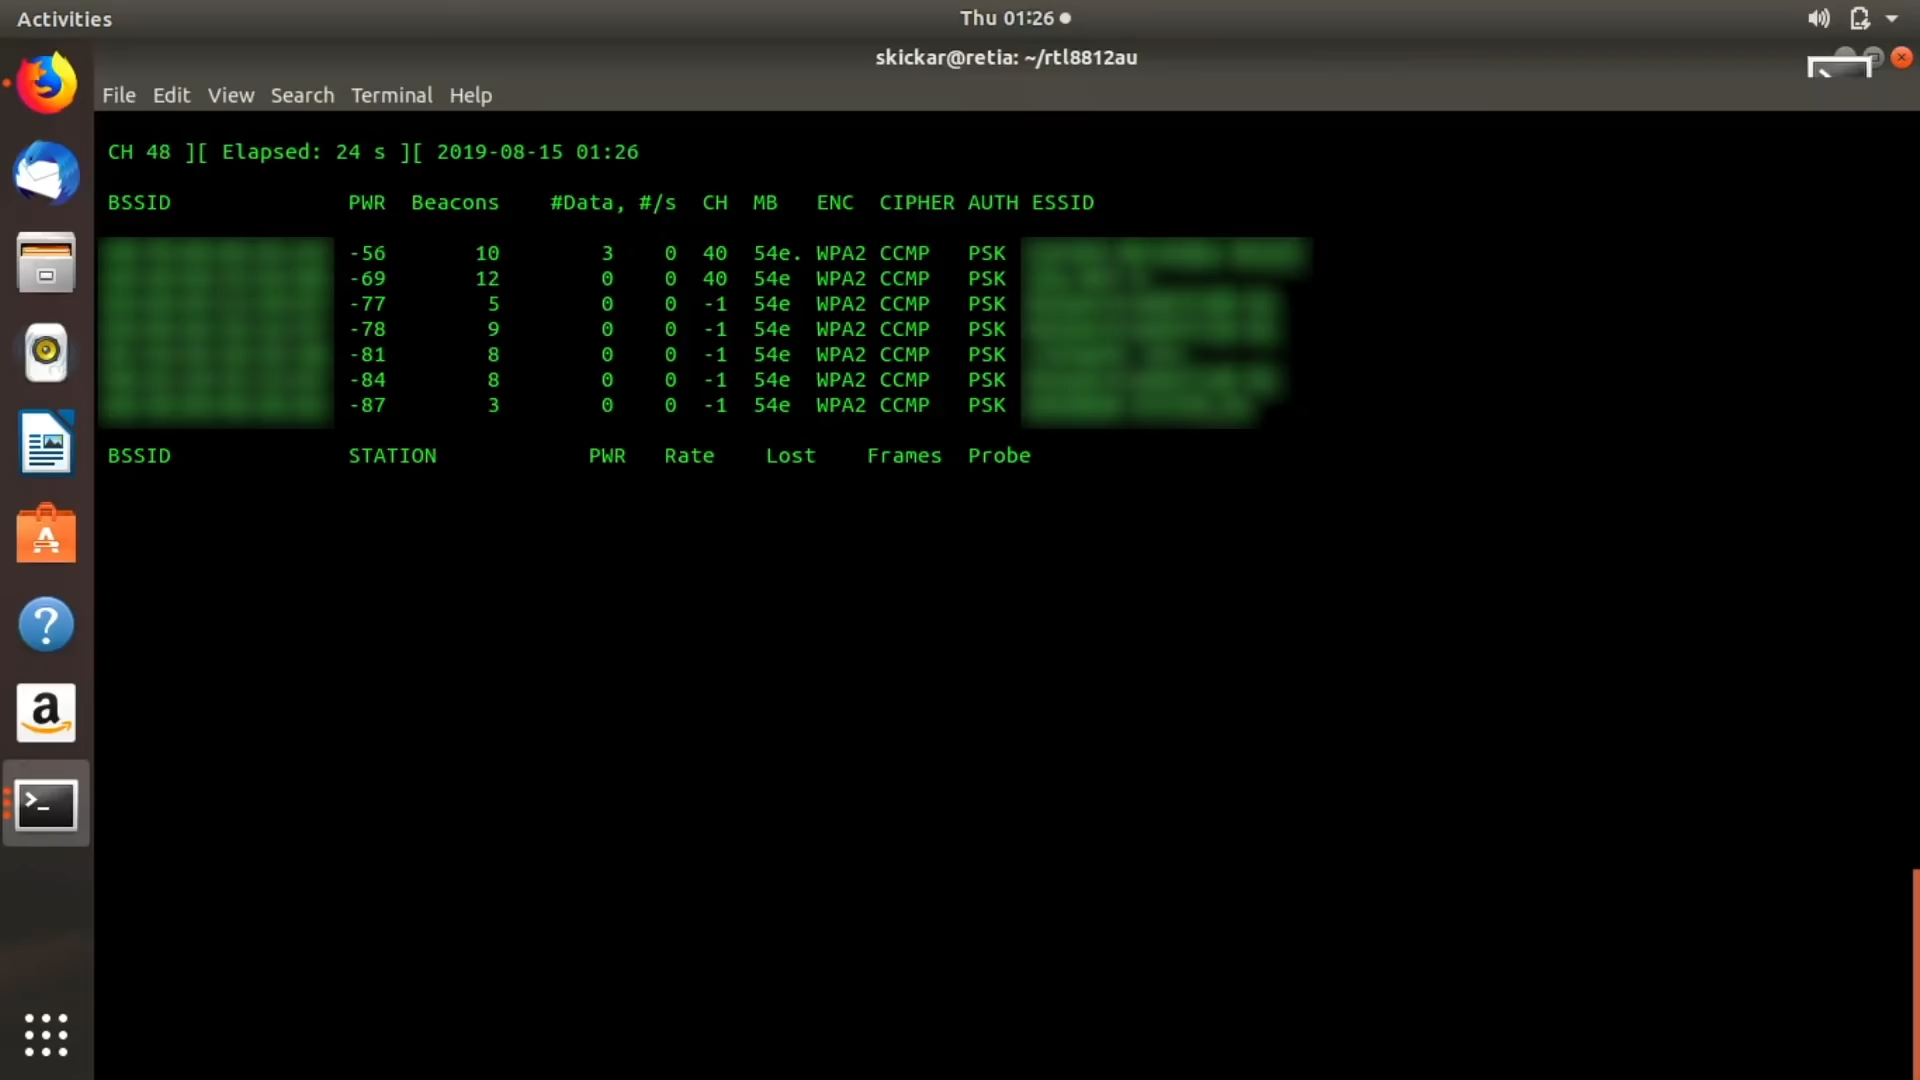 Activities
Thu 01:26
skickar@retia: ~/rtl8812au
File Edit View Search Terminal Help
CH 48 ][ Elapsed: 24 s ][ 2019-08-15 01:26
BSSID PWR Beacons #Data, #/s CH MB ENC CIPHER AUTH ESSID
-56 10 3 0 40 54e. WPA2 CCMP PSK
-69 12 0 0 40 54e WPA2 CCMP PSK
-77 5 0 0 -1 54e WPA2 CCMP PSK
-78 9 0 0 -1 54e WPA2 CCMP PSK
-81 8 0 0 -1 54e WPA2 CCMP PSK
-84 8 0 0 -1 54e WPA2 CCMP PSK
-87 3 0 0 -1 54e WPA2 CCMP PSK
BSSID STATION PWR Rate Lost Frames Probe